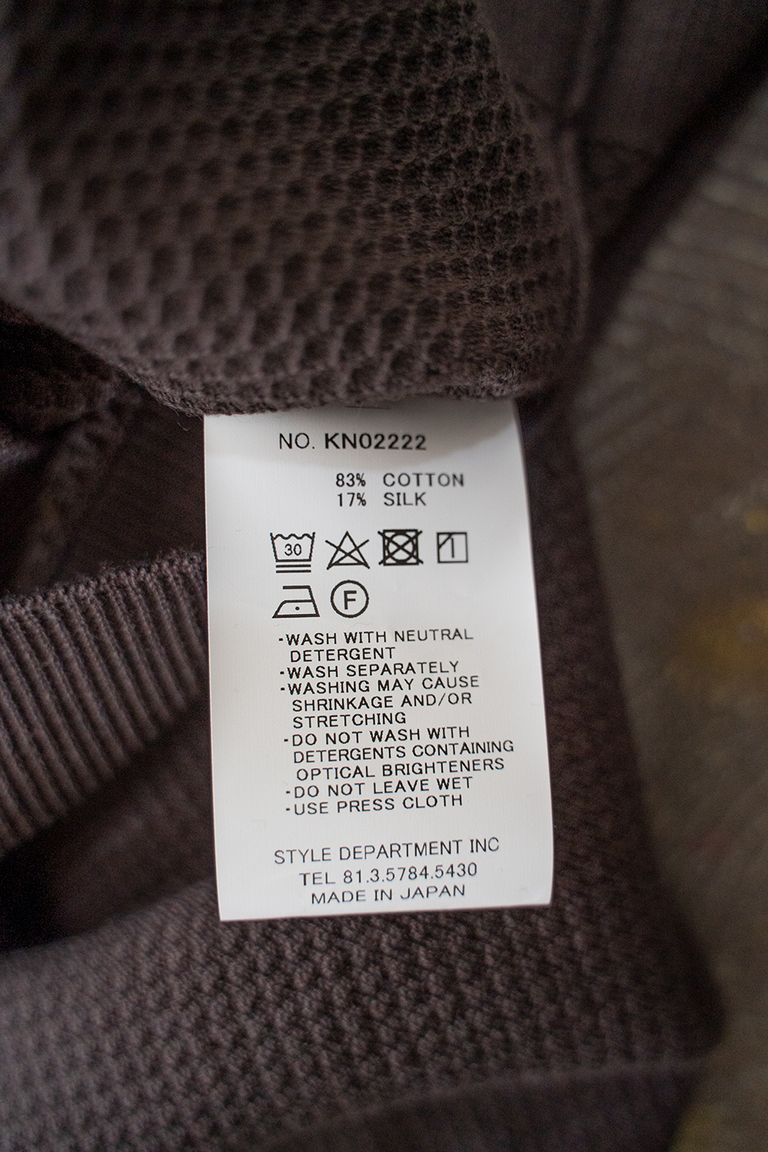 NO. KN02222
83% COTTON
17% SILK
30
F
-WASH WITH NEUTRAL
DETERGENT
-WASH SEPARATELY
-WASHING MAY CAUSE
SHRINKAGE AND/OR
STRETCHING
-DO NOT WASH WITH
DETERGENTS CONTAINING
OPTICAL BRIGHTENERS
-DO NOT LEAVE WET
-USE PRESS CLOTH
STYLE DEPARTMENT INC
TEL 81.3.5784.5430
MADE IN JAPAN